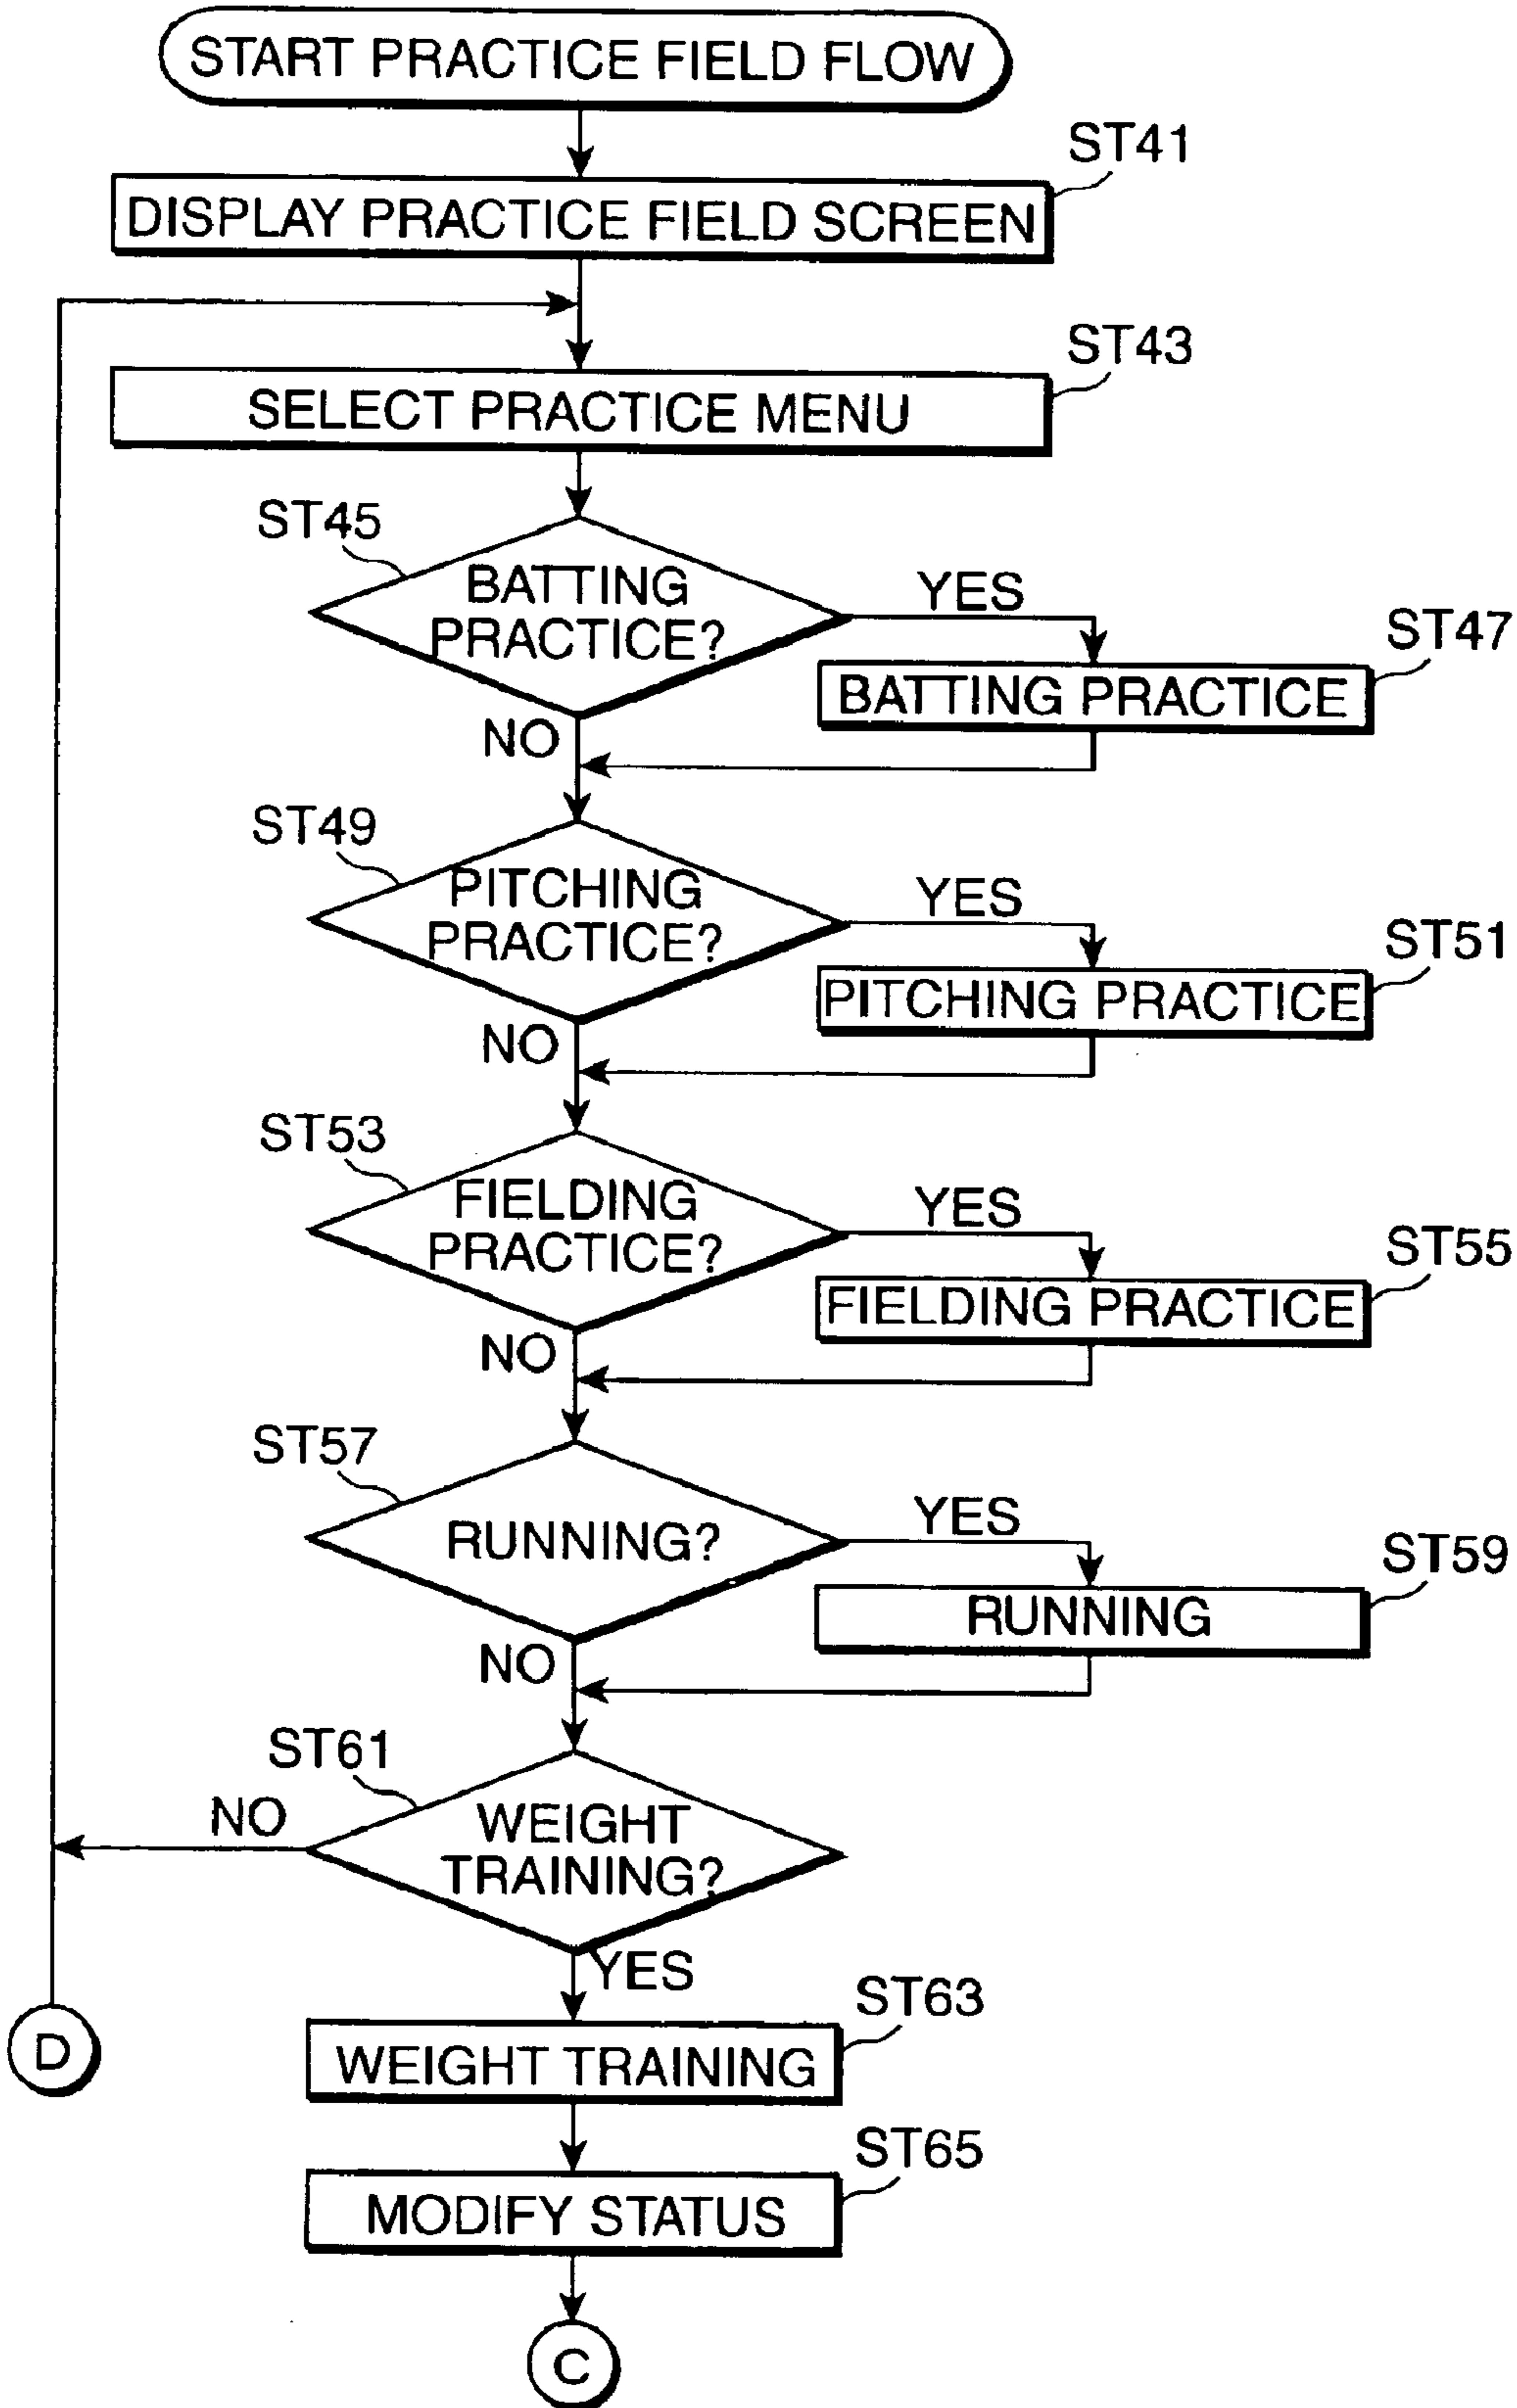 START PRACTICE FIELD FLOW
ST41
DISPLAY PRACTICE FIELD SCREEN
ST43
SELECT PRACTICE MENU
ST45
BATTING
PRACTICE?
YES
ST47
BATTING PRACTICE
NO
ST49
PITCHING
PRACTICE?
YES
ST51
PITCHING PRACTICE
NO
ST53
FIELDING
PRACTICE?
YES
ST55
FIELDING PRACTICE
NO
ST57
RUNNING?
YES
ST59
RUNNING
NO
ST61
NO
WEIGHT
TRAINING?
YES
ST63
D
WEIGHT TRAINING
ST65
MODIFY STATUS
C